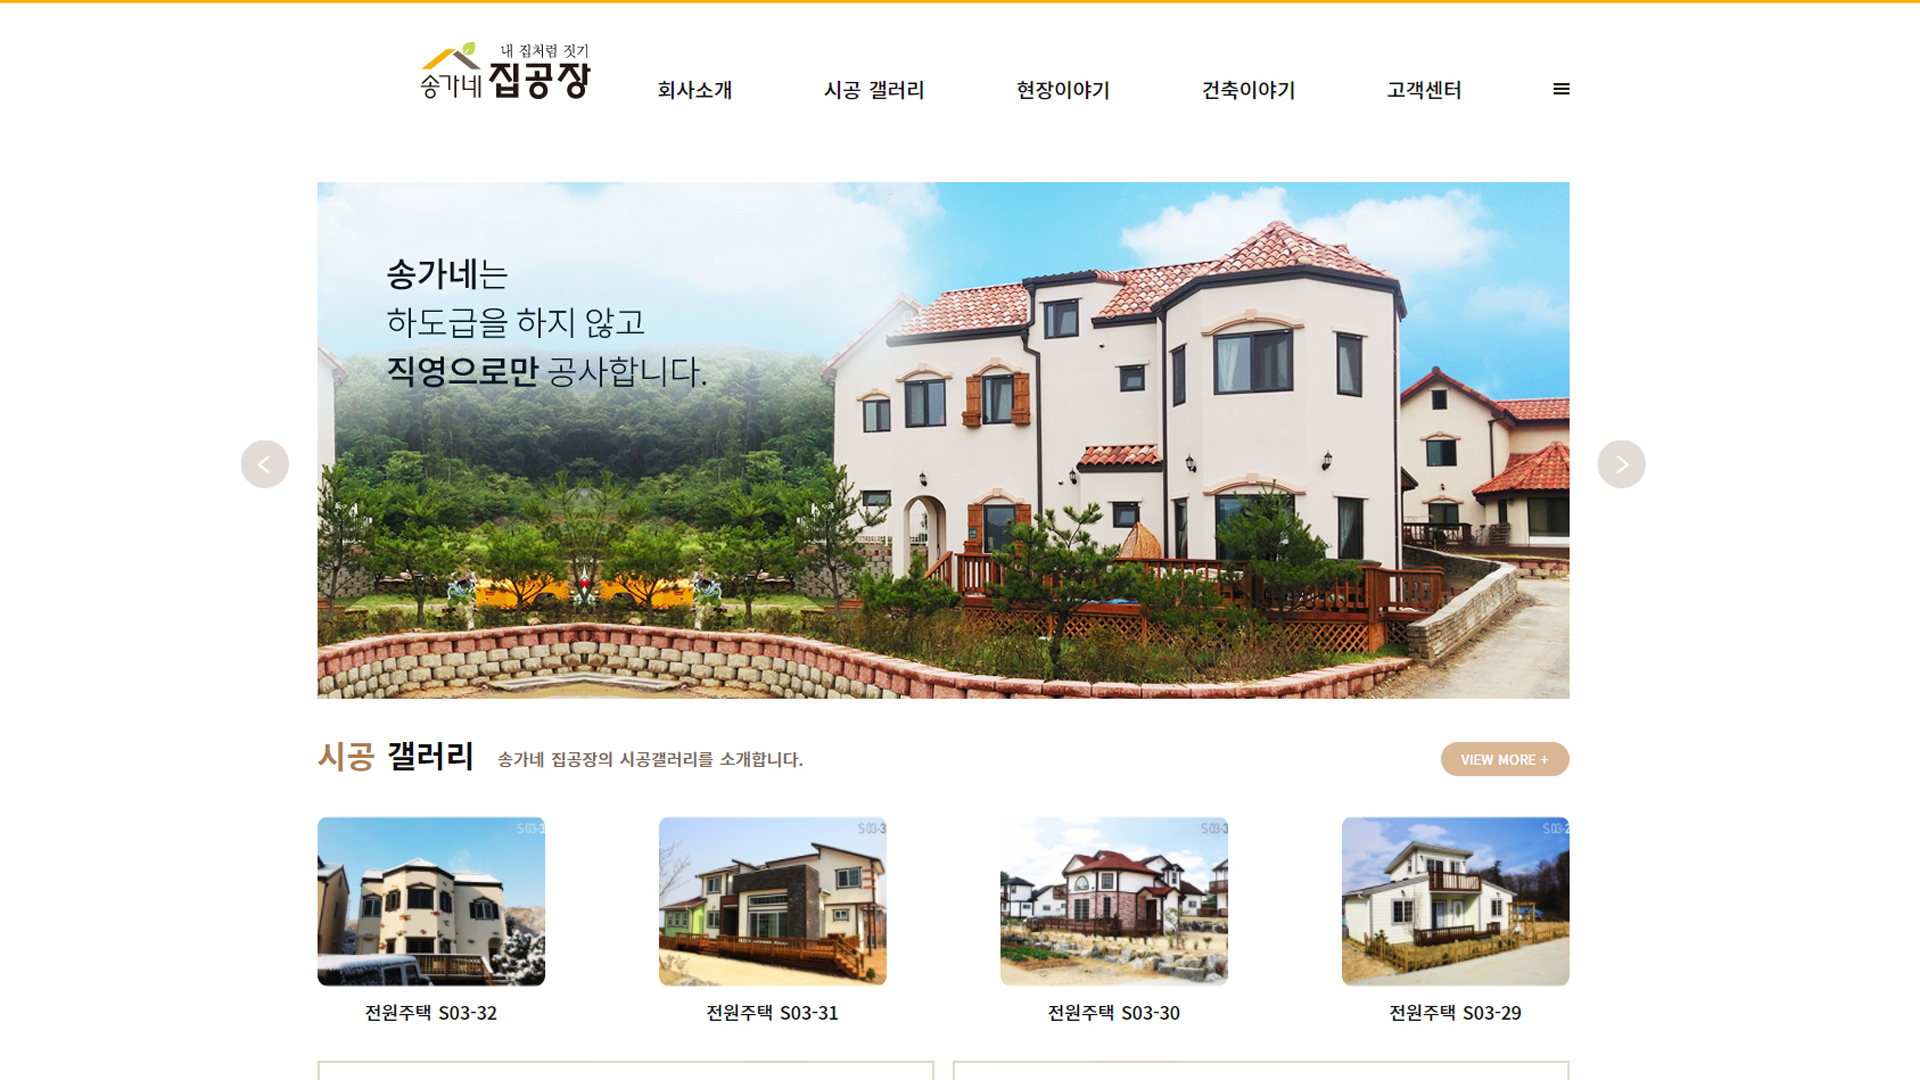 내 집처럼 짓기
송가네 집공장
회사소개
시공 갤러리
현장이야기
건축이야기
고객센터
송가네는
하도급을 하지 않고
직영으로만 공사합니다.
시공 갤러리
송가네 집공장의 시공갤러리를 소개합니다.
VIEW MORE +
S03-3
S03-3
S03-3
S03-2
전원주택 S03-32
전원주택 S03-31
전원주택 S03-30
전원주택 S03-29